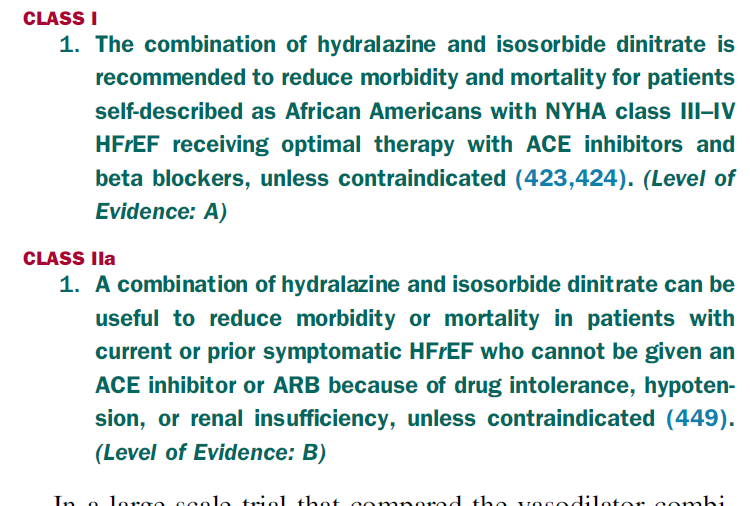 CLASS I
1. The combination of hydralazine and isosorbide dinitrate is
recommended to reduce morbidity and mortality for patients
self-described as African Americans with NYHA class III–IV
HFrEF receiving optimal therapy with ACE inhibitors and
beta blockers, unless contraindicated (423,424). (Level of
Evidence: A)
CLASS IIa
1. A combination of hydralazine and isosorbide dinitrate can be
useful to reduce morbidity or mortality in patients with
current or prior symptomatic HFrEF who cannot be given an
ACE inhibitor or ARB because of drug intolerance, hypoten-
sion, or renal insufficiency, unless contraindicated (449).
(Level of Evidence: B)
In a large scale trial that compared the vasodilator combi-